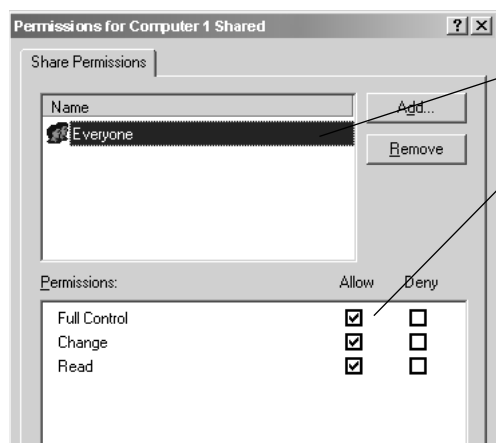 Permissions for Computer 1 Shared
Share Permissions
Name
Add...
Everyone
Remove
Permissions: Allow Deny
Full Control
Change
Read